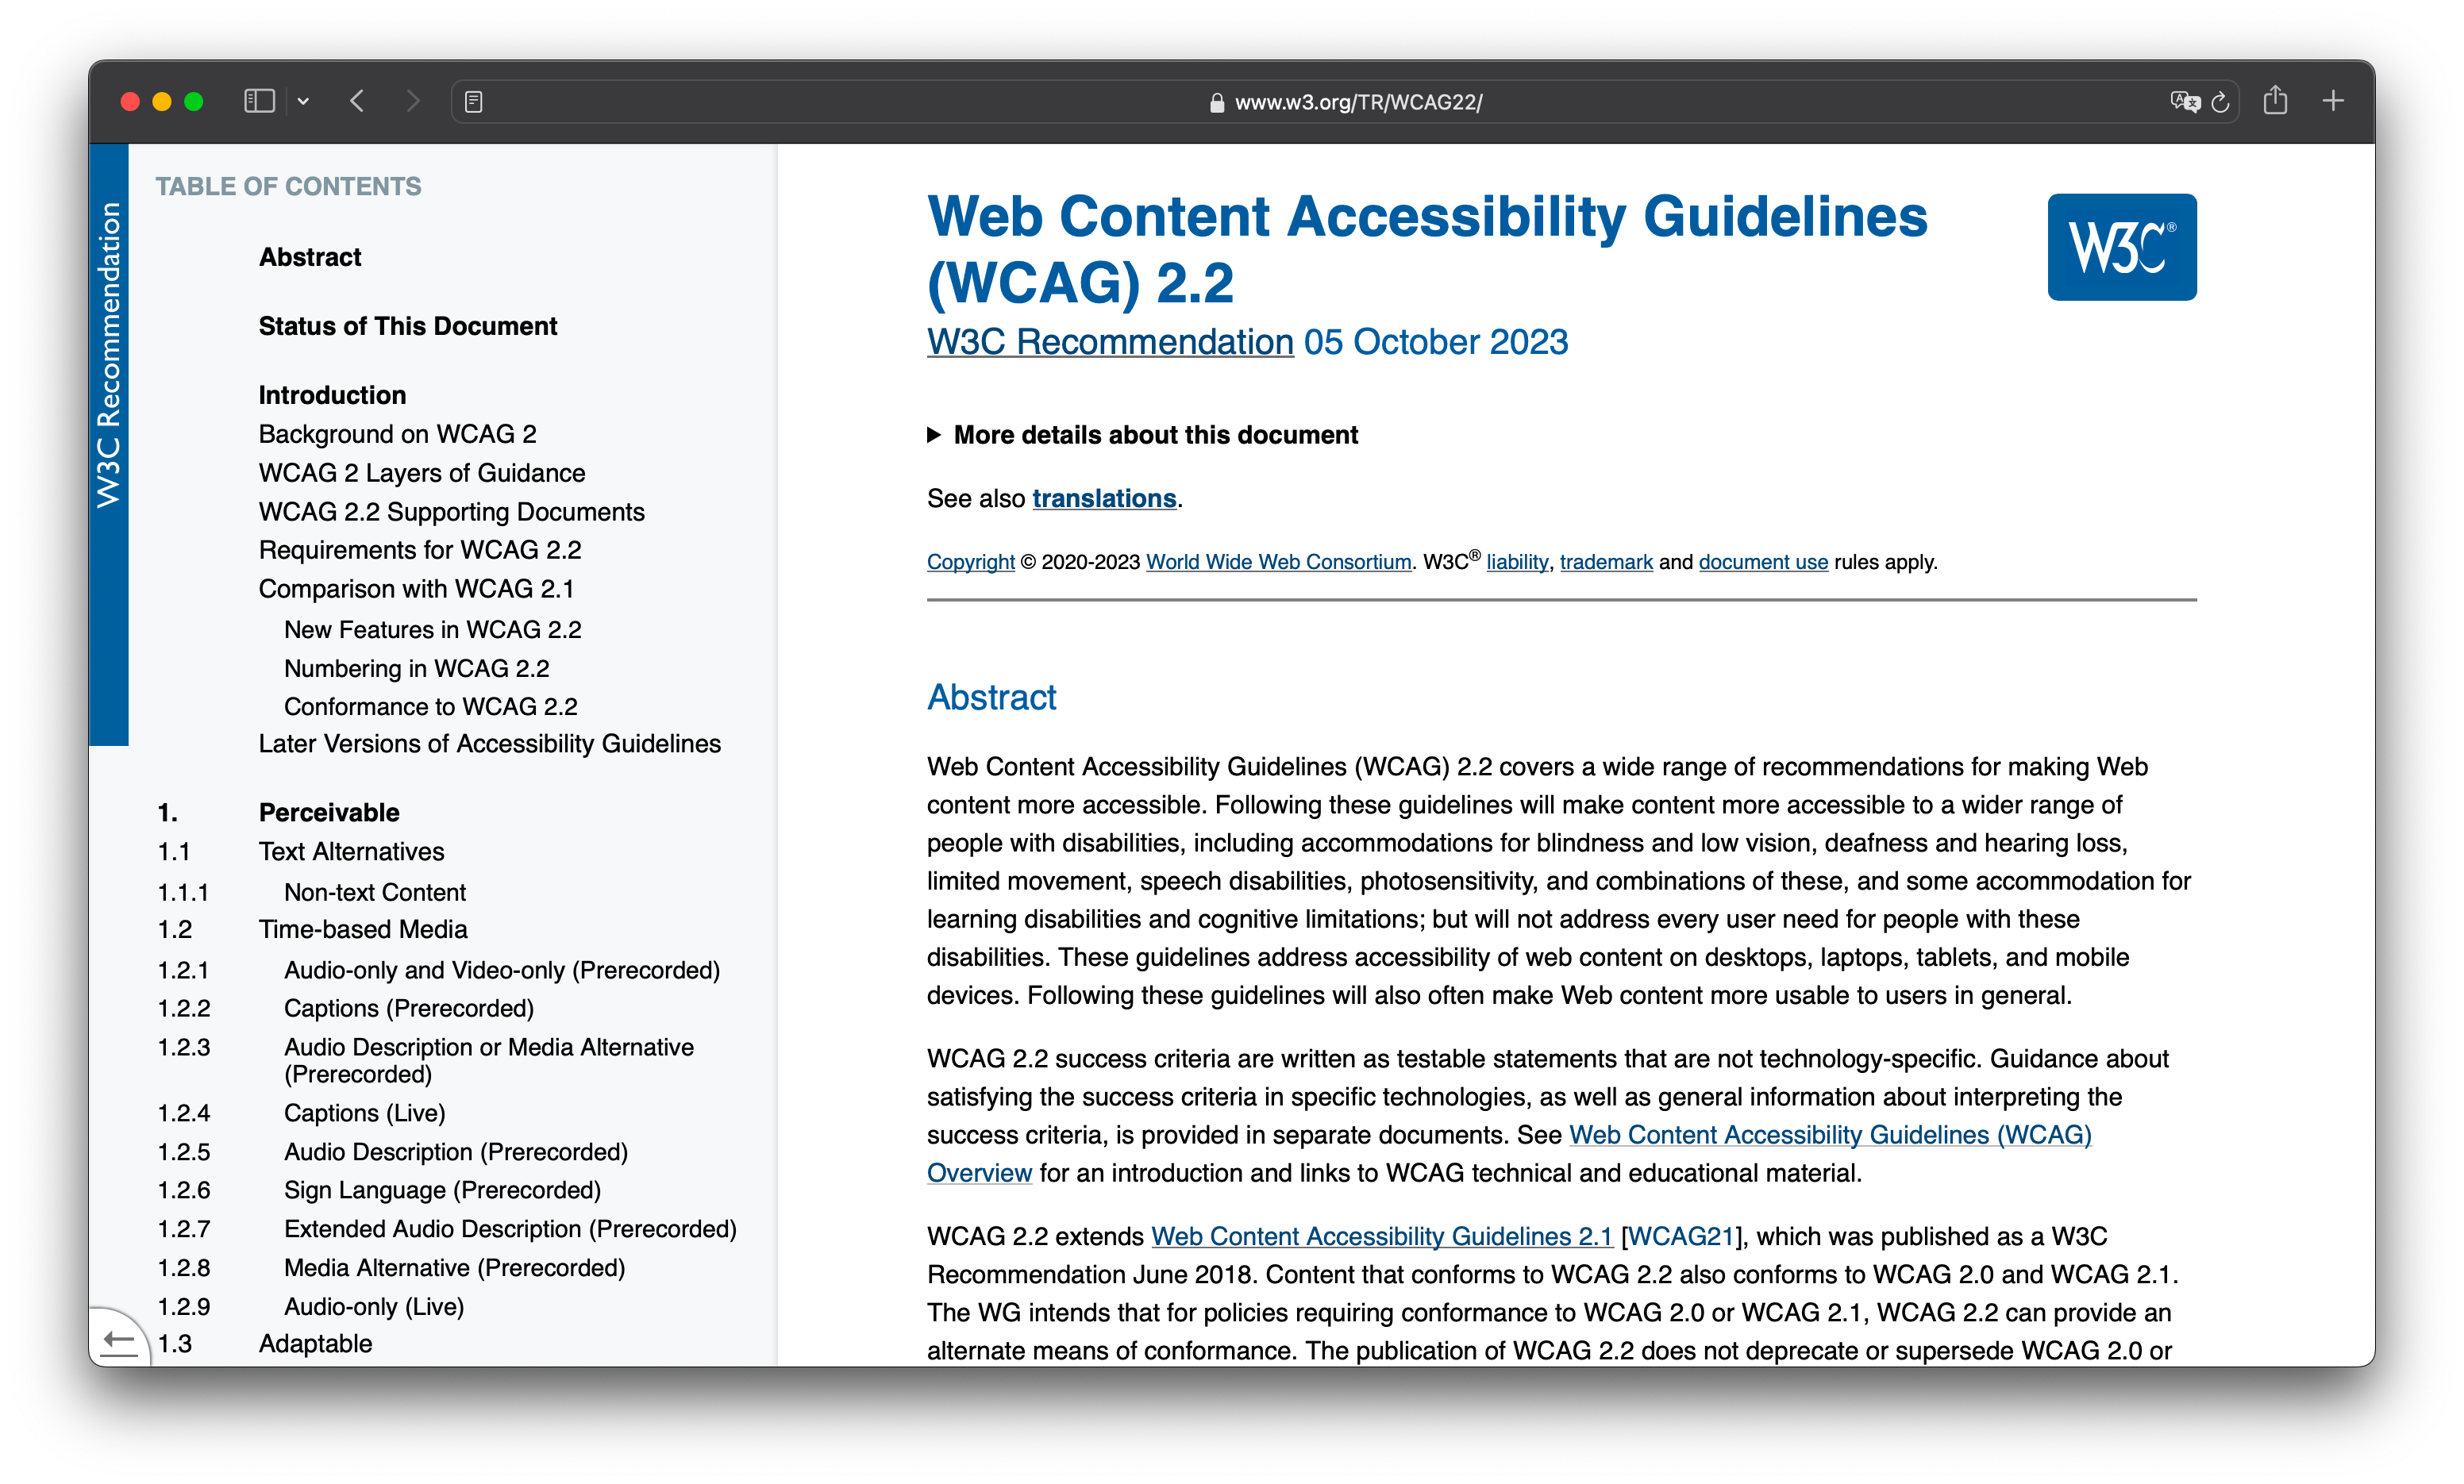 www.w3.org/TR/WCAG22/
W3C Recommendation
TABLE OF CONTENTS
Abstract
Status of This Document
Introduction
Background on WCAG 2
WCAG 2 Layers of Guidance
WCAG 2.2 Supporting Documents
Requirements for WCAG 2.2
Comparison with WCAG 2.1
New Features in WCAG 2.2
Numbering in WCAG 2.2
Conformance to WCAG 2.2
Later Versions of Accessibility Guidelines
1. Perceivable
1.1 Text Alternatives
1.1.1 Non-text Content
1.2 Time-based Media
1.2.1 Audio-only and Video-only (Prerecorded)
1.2.2 Captions (Prerecorded)
1.2.3 Audio Description or Media Alternative
(Prerecorded)
1.2.4 Captions (Live)
1.2.5 Audio Description (Prerecorded)
1.2.6 Sign Language (Prerecorded)
1.2.7 Extended Audio Description (Prerecorded)
1.2.8 Media Alternative (Prerecorded)
1.2.9 Audio-only (Live)
1.3 Adaptable
Web Content Accessibility Guidelines
(WCAG) 2.2
W3C®
W3C Recommendation 05 October 2023
More details about this document
See also translations.
Copyright © 2020-2023 World Wide Web Consortium. W3C® liability, trademark and document use rules apply.
Abstract
Web Content Accessibility Guidelines (WCAG) 2.2 covers a wide range of recommendations for making Web
content more accessible. Following these guidelines will make content more accessible to a wider range of
people with disabilities, including accommodations for blindness and low vision, deafness and hearing loss,
limited movement, speech disabilities, photosensitivity, and combinations of these, and some accommodation for
learning disabilities and cognitive limitations; but will not address every user need for people with these
disabilities. These guidelines address accessibility of web content on desktops, laptops, tablets, and mobile
devices. Following these guidelines will also often make Web content more usable to users in general.
WCAG 2.2 success criteria are written as testable statements that are not technology-specific. Guidance about
satisfying the success criteria in specific technologies, as well as general information about interpreting the
success criteria, is provided in separate documents. See Web Content Accessibility Guidelines (WCAG)
Overview for an introduction and links to WCAG technical and educational material.
WCAG 2.2 extends Web Content Accessibility Guidelines 2.1 [WCAG21], which was published as a W3C
Recommendation June 2018. Content that conforms to WCAG 2.2 also conforms to WCAG 2.0 and WCAG 2.1.
The WG intends that for policies requiring conformance to WCAG 2.0 or WCAG 2.1, WCAG 2.2 can provide an
alternate means of conformance. The publication of WCAG 2.2 does not deprecate or supersede WCAG 2.0 or